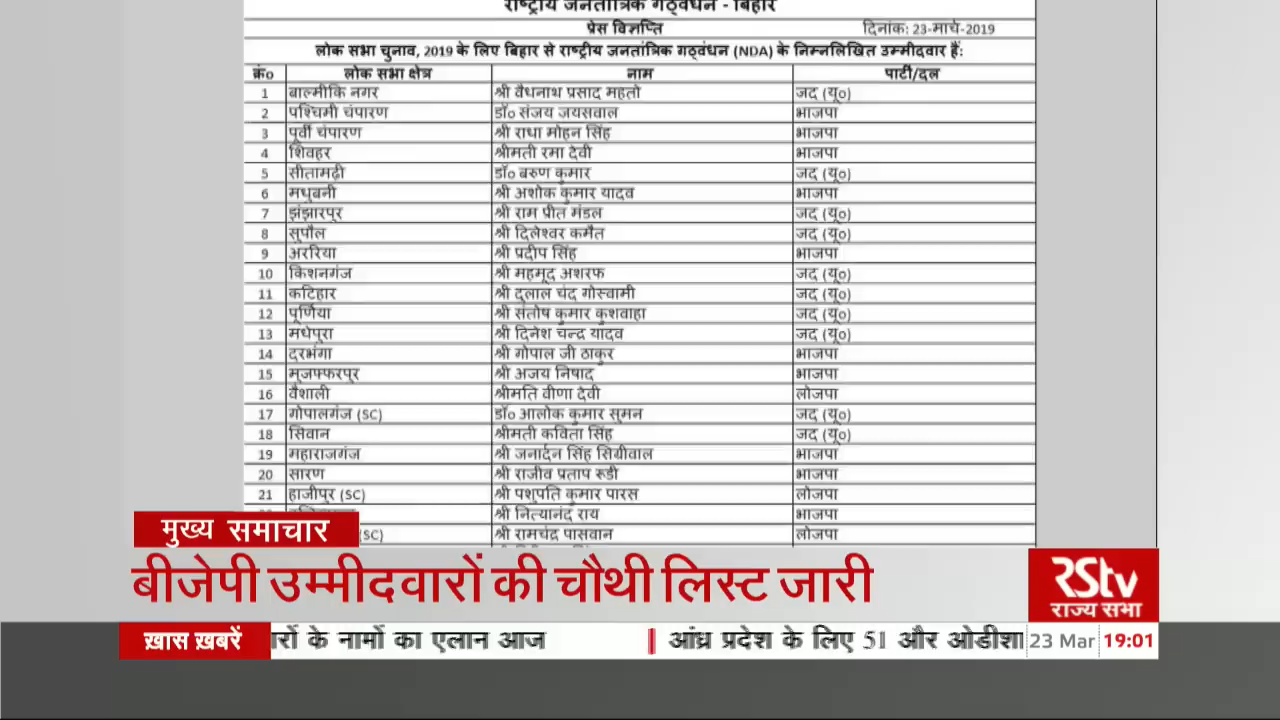 राष्ट्रीय जनतांत्रिक गठ्वंधन - बिहार
प्रेस विज्ञप्ति दिनांक: 23-मार्च-2019
लोक सभा चुनाव, 2019 के लिए बिहार से राष्ट्रीय जनतांत्रिक गठ्वंधन (NDA) के निम्नलिखित उम्मीदवार हैं:
क्रं० लोक सभा क्षेत्र नाम पार्टी/दल
1 बाल्मीकि नगर श्री वैधनाथ प्रसाद महतो जद (यू०)
2 पश्चिमी चंपारण डॉ० संजय जयसवाल भाजपा
3 पूर्वी चंपारण श्री राधा मोहन सिंह भाजपा
4 शिवहर श्रीमती रमा देवी भाजपा
5 सीतामढ़ी डॉ० बरुण कुमार जद (यू०)
6 मधुबनी श्री अशोक कुमार यादव भाजपा
7 झंझारपुर श्री राम प्रीत मंडल जद (यू०)
8 सुपौल श्री दिलेश्वर कमैत जद (यू०)
9 अररिया श्री प्रदीप सिंह भाजपा
10 किशनगंज श्री महमूद अशरफ जद (यू०)
11 कटिहार श्री दुलाल चंद्र गोस्वामी जद (यू०)
12 पूर्णिया श्री संतोष कुमार कुशवाहा जद (यू०)
13 मधेपुरा श्री दिनेश चन्द्र यादव जद (यू०)
14 दरभंगा श्री गोपाल जी ठाकुर भाजपा
15 मुजफ्फरपुर श्री अजय निषाद भाजपा
16 वैशाली श्रीमति वीणा देवी लोजपा
17 गोपालगंज (SC) डॉ० आलोक कुमार सुमन जद (यू०)
18 सिवान श्रीमती कविता सिंह जद (यू०)
19 महाराजगंज श्री जनार्दन सिंह सिग्रीवाल भाजपा
20 सारण श्री राजीव प्रताप रूडी भाजपा
21 हाजीपुर (SC) श्री पशुपति कुमार पारस लोजपा
श्री नित्यानंद राय भाजपा
(SC) श्री रामचंद्र पासवान लोजपा
मुख्य समाचार
बीजेपी उम्मीदवारों की चौथी लिस्ट जारी
RSTV
राज्य सभा
ख़ास ख़बरें रों के नामों का एलान आज | आंध्र प्रदेश के लिए 51 और ओडीशा 23 Mar 19:01